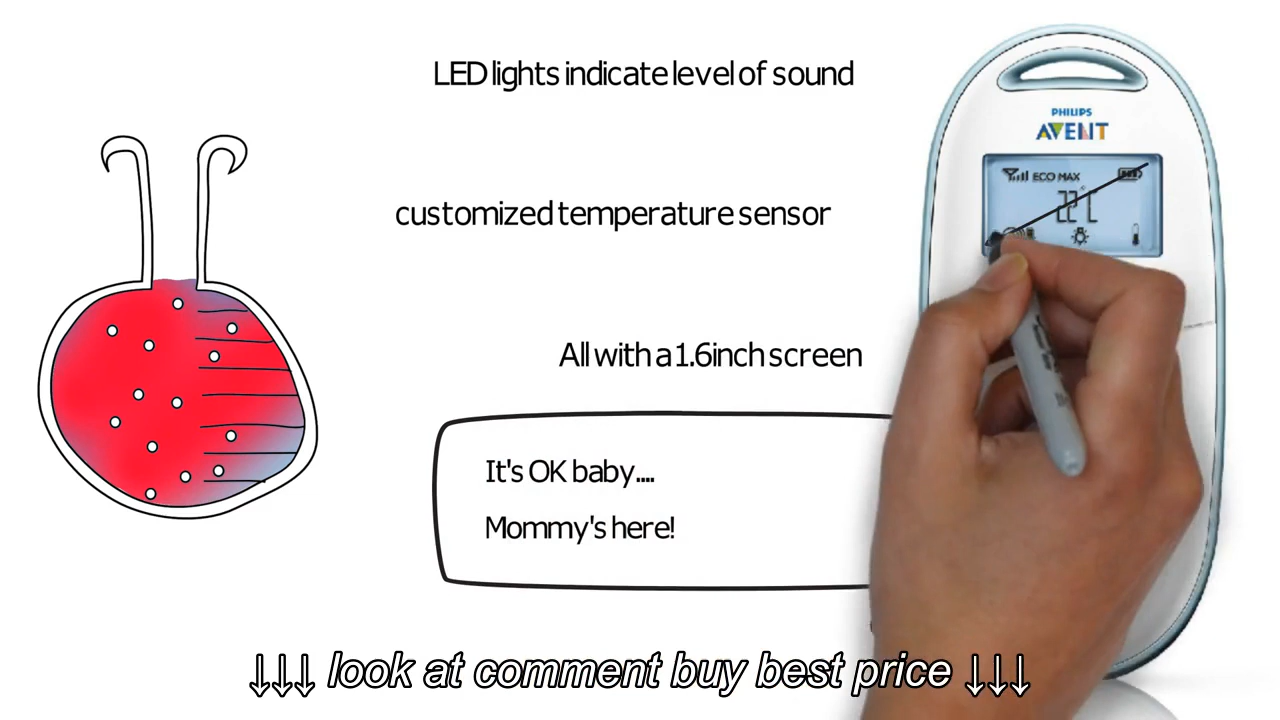 LED lights indicate level of sound
PHILIPS
AVENT
ECO MAX
22°C
customized temperature sensor
All with a 1.6inch screen
It's OK baby....
Mommy's here!
↓↓↓ look at comment buy best price ↓↓↓